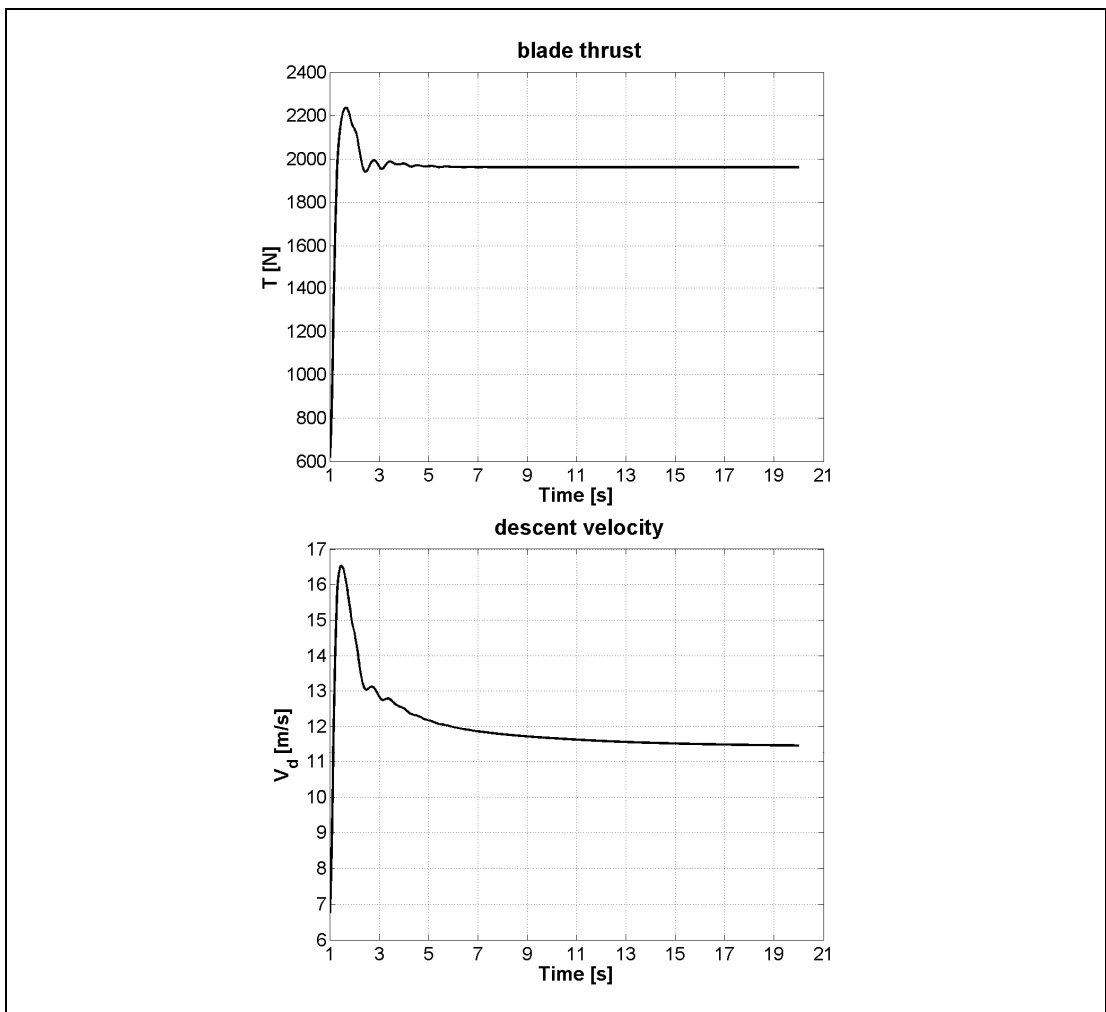 blade thrust
2400
2200
2000
1800
1600
1400
1200
1000
800
600
T [N]
1 3 5 7 9 11 13 15 17 19 21
Time [s]
descent velocity
17
16
15
14
13
12
11
10
9
8
7
6
V_d [m/s]
1 3 5 7 9 11 13 15 17 19 21
Time [s]